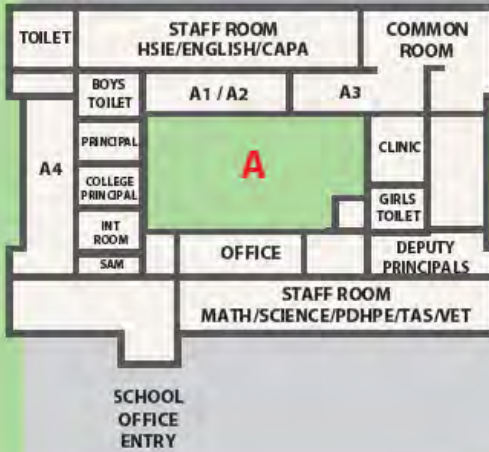 TOILET
STAFF ROOM
HSIE/ENGLISH/CAPA
COMMON
ROOM
BOYS
TOILET
A1 / A2
A3
A4
PRINCIPAL
A
CLINIC
COLLEGE
PRINCIPAL
GIRLS
TOILET
INT
ROOM
OFFICE
DEPUTY
PRINCIPALS
SAM
STAFF ROOM
MATH/SCIENCE/PDHPE/TAS/VET
SCHOOL
OFFICE
ENTRY